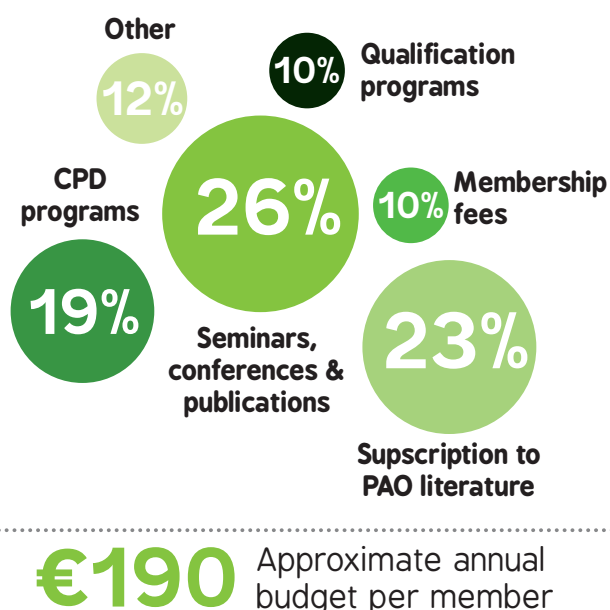 Other
12%
10%
Qualification
programs
CPD
programs
19%
26%
Seminars,
conferences &
publications
10%
Membership
fees
23%
Supscription to
PAO literature
€190
Approximate annual
budget per member